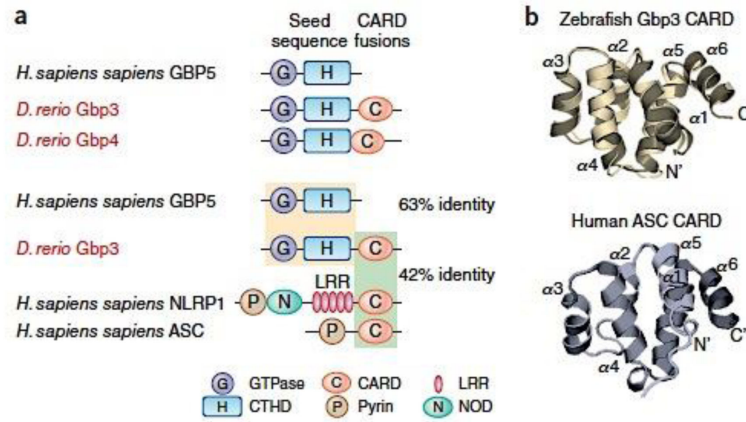 a
Seed sequence
CARD fusions
H. sapiens sapiens GBP5 G H
D. rerio Gbp3 G H C
D. rerio Gbp4 G H C
H. sapiens sapiens GBP5 G H 63% identity
D. rerio Gbp3 G H C
42% identity
LRR
H. sapiens sapiens NLRP1 P N C
H. sapiens sapiens ASC P C
G GTPase C CARD LRR
H CTHD P Pyrin N NOD
b
Zebrafish Gbp3 CARD
α3 α2 α5 α6
α1 C'
α4 N'
Human ASC CARD
α2 α5
α3 α1 α6
N' C'
α4